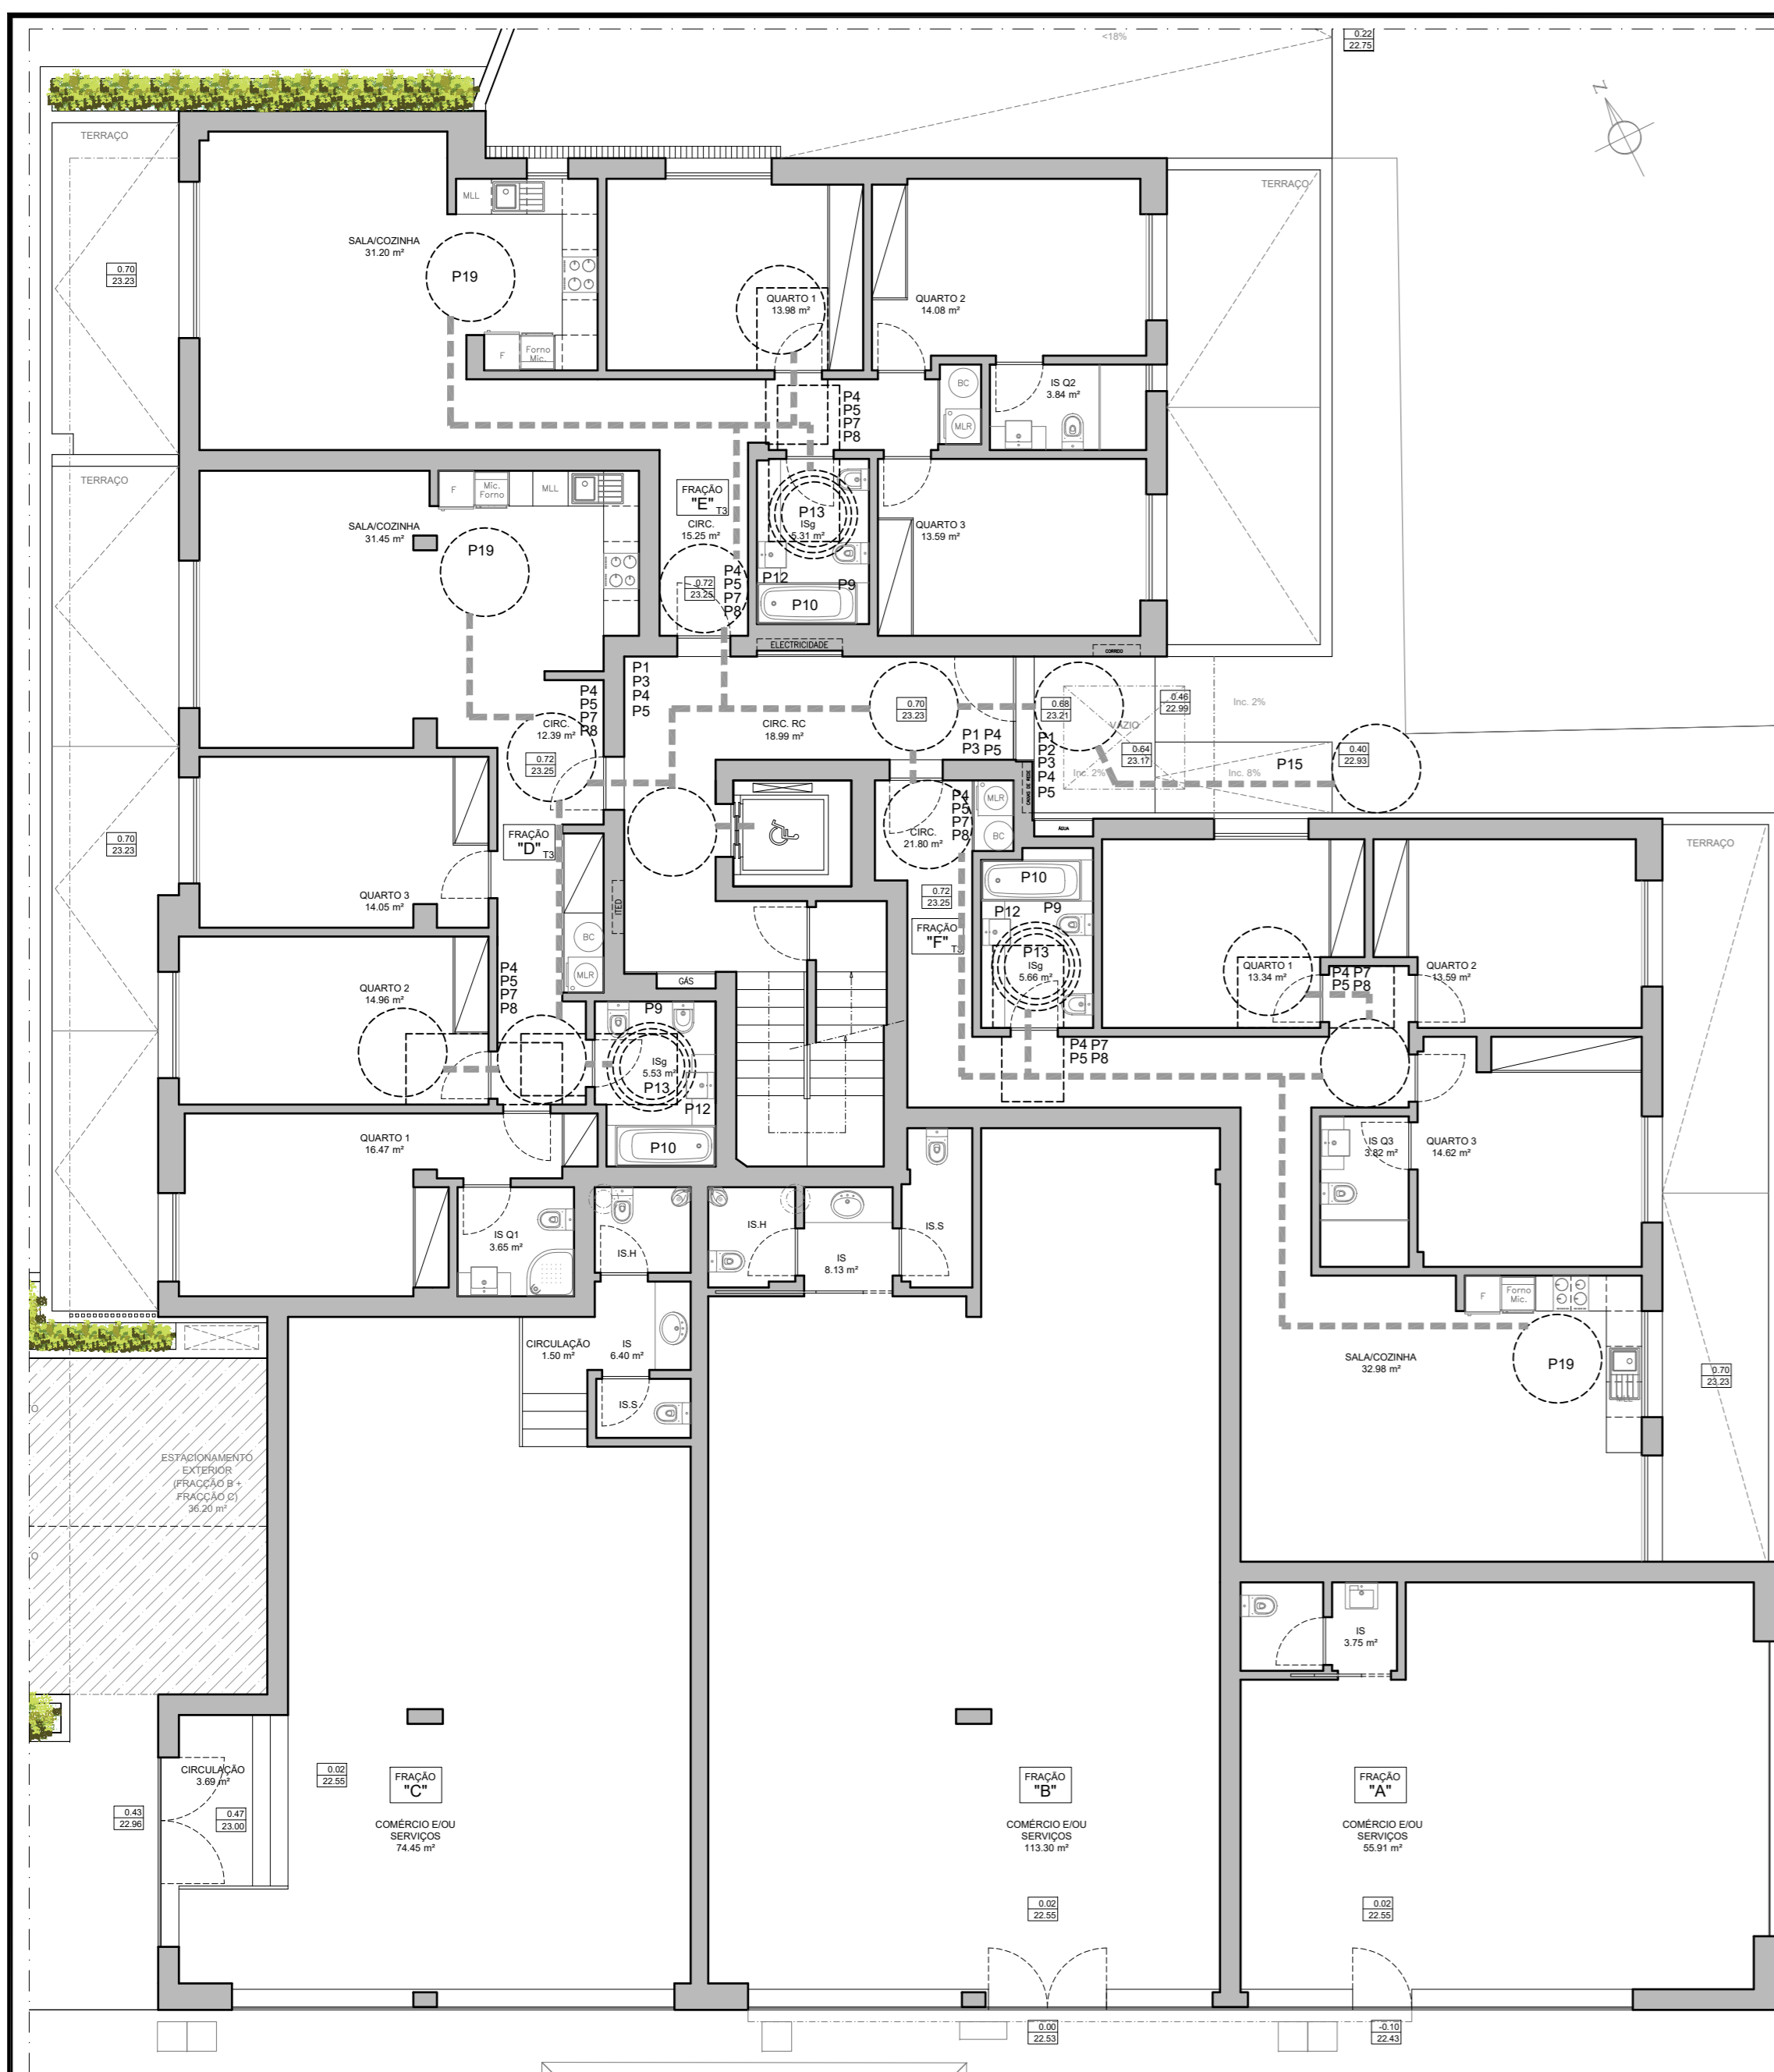 <18%
0.22
22.75
N
TERRAÇO
TERRAÇO
MLL
SALA/COZINHA
31.20 m²
P19
0.70
23.23
QUARTO 1
13.98 m²
QUARTO 2
14.08 m²
F
Forno
Mic.
BC
IS Q2
3.84 m²
P4
P5
P7
P8
MLR
TERRAÇO
F
Mic.
Forno
MLL
FRAÇÃO
"E"
T3
CIRC.
15.25 m²
P13
ISg
5.31 m²
SALA/COZINHA
31.45 m²
QUARTO 3
13.59 m²
P19
P4
P5
P7
P8
0.72
23.25
P12
P9
P10
ELECTRICIDADE
CORREIO
P1
P3
P4
P5
P4
P5
P7
P8
CIRC.
12.39 m²
0.70
23.23
0.68
23.21
0.46
22.99
Inc. 2%
CIRC. RC
18.99 m²
VAZIO
P1 P4
P3 P5
P1
P2
P3
P4
P5
0.64
23.17
0.40
22.93
0.72
23.25
Inc. 2%
Inc. 8%
P15
P4
P5
P7
P8
MLR
CAIXAS DE REDE
FRAÇÃO
"D"
T3
CIRC.
21.80 m²
BC
ÁGUA
0.70
23.23
TERRAÇO
P10
QUARTO 3
14.05 m²
ITED
0.72
23.25
P12
P9
BC
FRAÇÃO
"F"
T3
P13
ISg
5.66 m²
P4
P5
P7
P8
MLR
GÁS
QUARTO 1
13.34 m²
P4 P7
P5 P8
QUARTO 2
13.59 m²
QUARTO 2
14.96 m²
P9
ISg
5.53 m²
P13
P4 P7
P5 P8
P12
QUARTO 1
16.47 m²
P10
IS Q3
3.82 m²
QUARTO 3
14.62 m²
IS Q1
3.65 m²
IS.H
IS.H
IS
8.13 m²
IS.S
F
Forno
Mic.
CIRCULAÇÃO
1.50 m²
IS
6.40 m²
SALA/COZINHA
32.98 m²
P19
0.70
23.23
MLL
IS.S
ESTACIONAMENTO
EXTERIOR
(FRACÇÃO B +
FRACÇÃO C)
36.20 m²
IS
3.75 m²
CIRCULAÇÃO
3.69 m²
0.02
22.55
FRAÇÃO
"C"
FRAÇÃO
"B"
FRAÇÃO
"A"
0.43
22.96
0.47
23.00
COMÉRCIO E/OU
SERVIÇOS
74.45 m²
COMÉRCIO E/OU
SERVIÇOS
113.30 m²
COMÉRCIO E/OU
SERVIÇOS
55.91 m²
0.02
22.55
0.02
22.55
0.00
22.53
-0.10
22.43